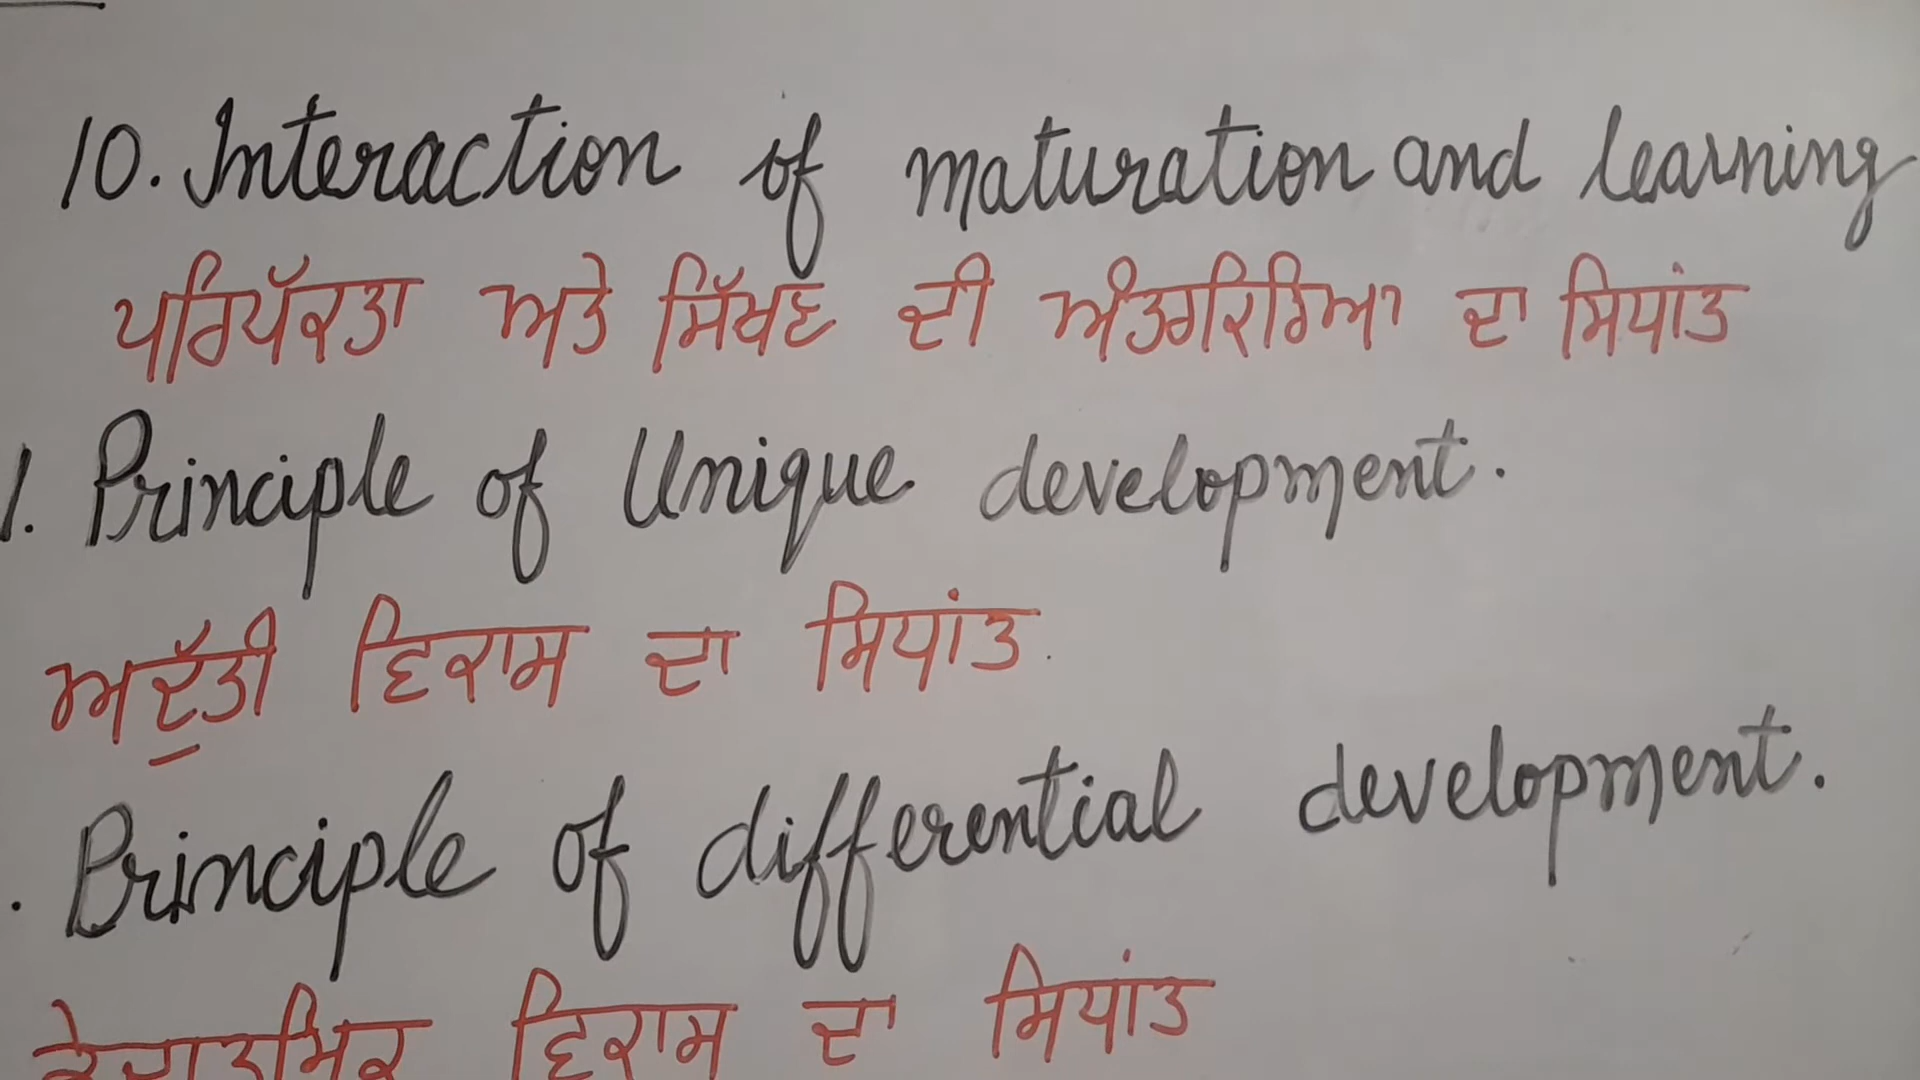 10. Interaction of maturation and learning
ਪਰਿਪੱਕਤਾ ਅਤੇ ਸਿੱਖਣ ਦੀ ਅੰਤਰਕਿਰਿਆ ਦਾ ਸਿਧਾਂਤ
1. Principle of Unique development.
ਅਦੁੱਤੀ ਵਿਕਾਸ ਦਾ ਸਿਧਾਂਤ.
. Principle of differential development.
ਵਿਕਾਸ ਦਾ ਸਿਧਾਂਤ